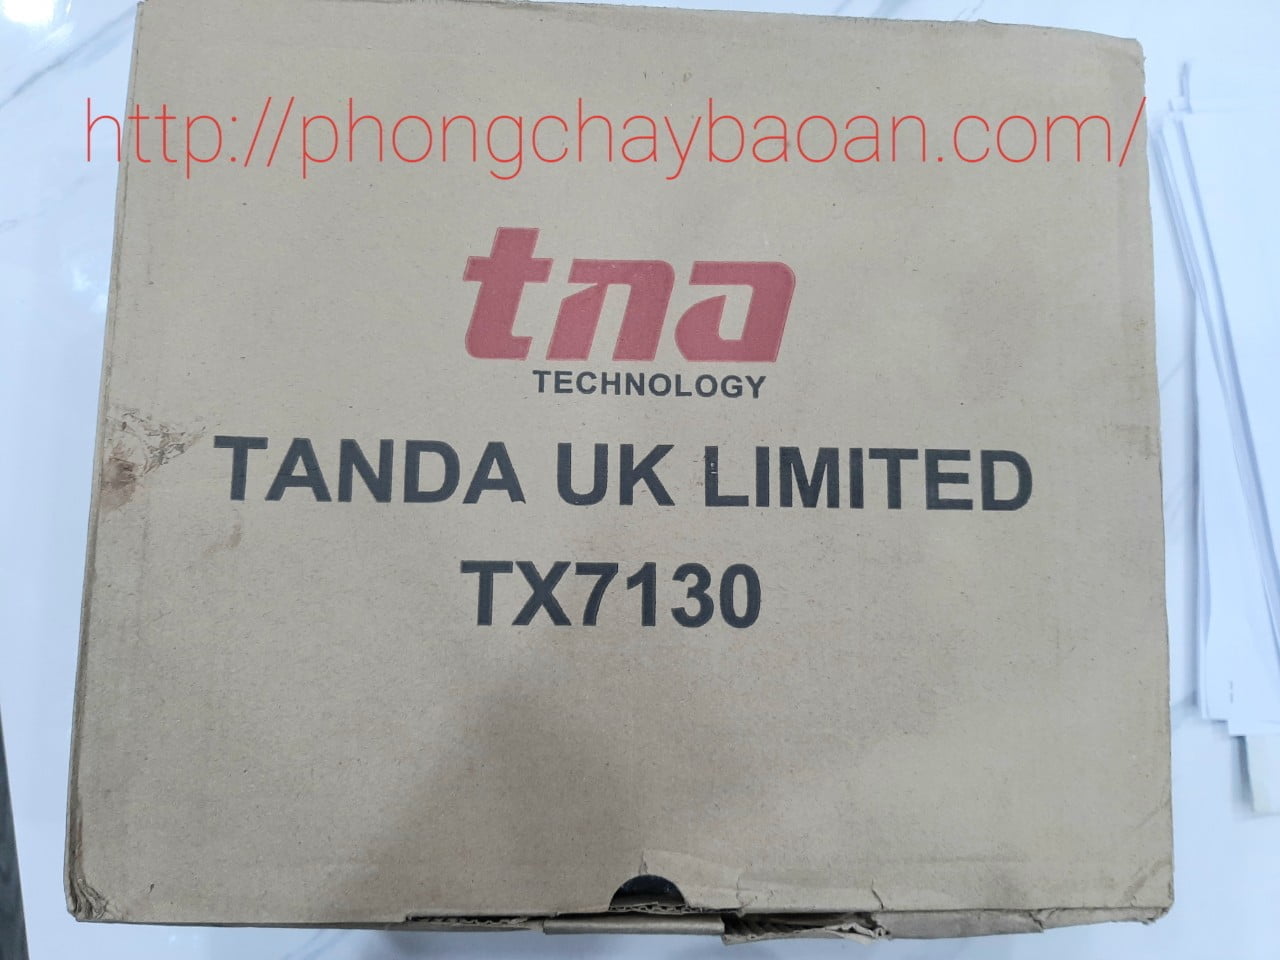 http://phongchaybaoan.com/
tna
TECHNOLOGY
TANDA UK LIMITED
TX7130